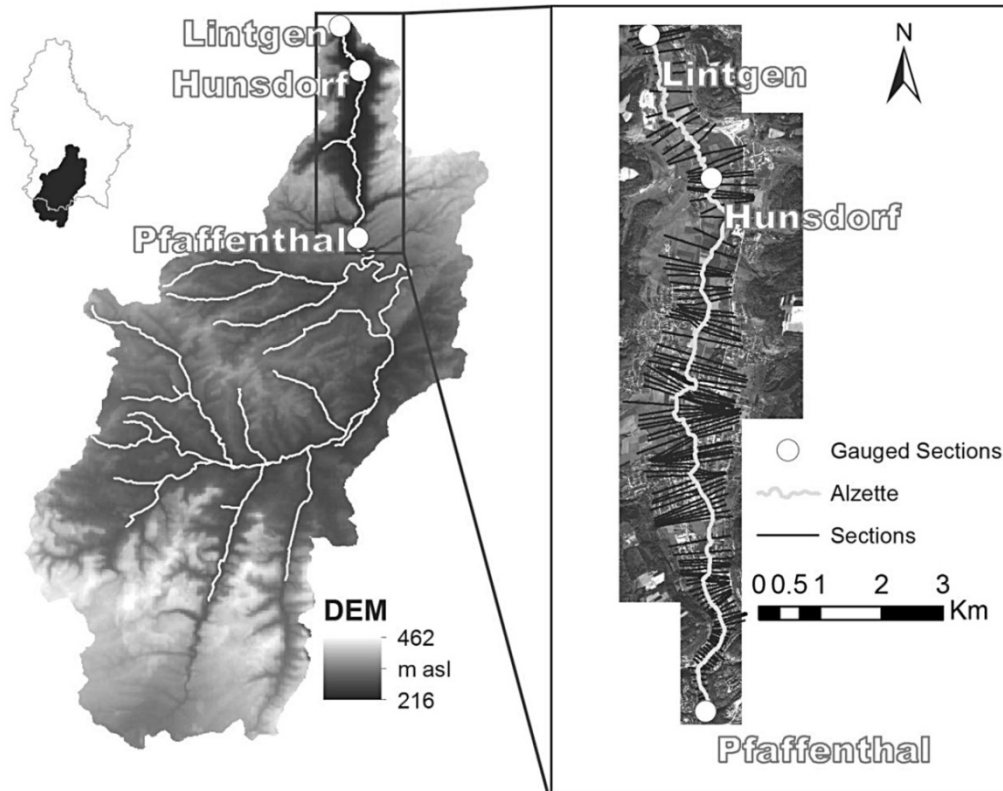 Lintgen
Hunsdorf
Pfaffenthal
DEM
462
m asl
216
N
Lintgen
Hunsdorf
Gauged Sections
Alzette
Sections
0 0.5 1 2 3
Km
Pfaffenthal